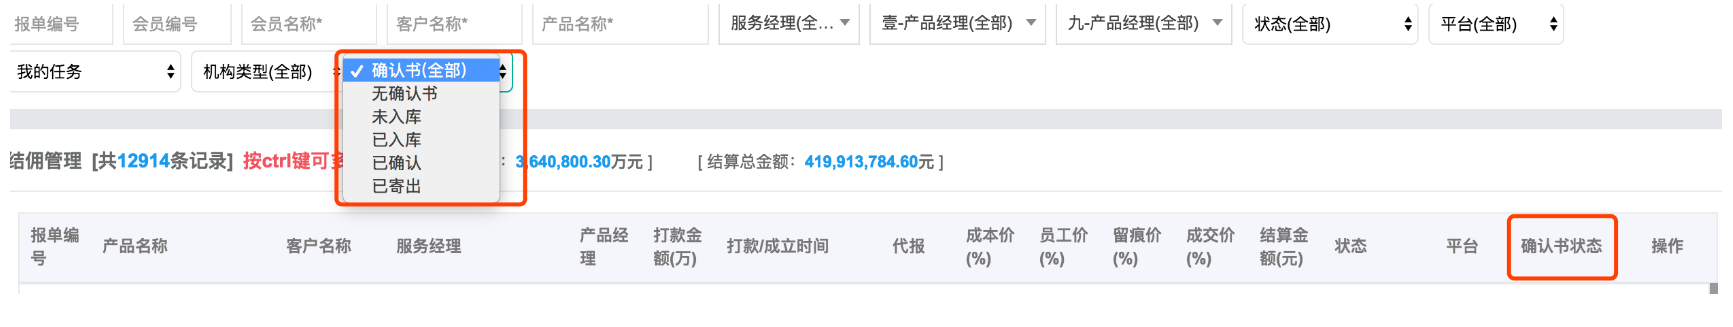 报单编号 会员编号 会员名称* 客户名称* 产品名称* 服务经理(全... 壹-产品经理(全部) 九-产品经理(全部) 状态(全部) 平台(全部)
我的任务 机构类型(全部) 确认书(全部)
无确认书
未入库
已入库
已确认
已寄出
结佣管理 [共12914条记录] 按ctrl键可 : 3,640,800.30万元 ] [ 结算总金额: 419,913,784.60元 ]
报单编号 产品名称 客户名称 服务经理 产品经理 打款金额(万) 打款/成立时间 代报 成本价(%) 员工价(%) 留痕价(%) 成交价(%) 结算金额(元) 状态 平台 确认书状态 操作